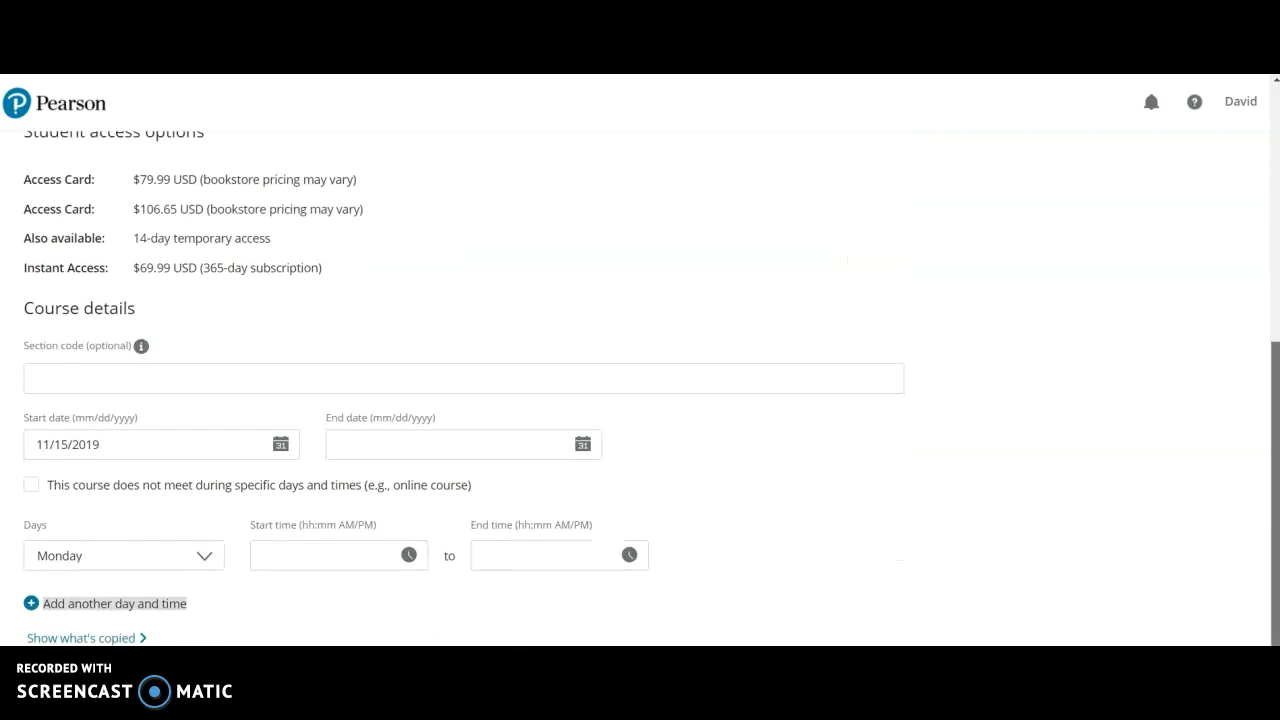 Pearson
David
Student access options
Access Card: $79.99 USD (bookstore pricing may vary)
Access Card: $106.65 USD (bookstore pricing may vary)
Also available: 14-day temporary access
Instant Access: $69.99 USD (365-day subscription)
Course details
Section code (optional)
Start date (mm/dd/yyyy) End date (mm/dd/yyyy)
11/15/2019 31 31
This course does not meet during specific days and times (e.g., online course)
Days Start time (hh:mm AM/PM) End time (hh:mm AM/PM)
Monday to
Add another day and time
Show what's copied
RECORDED WITH
SCREENCAST MATIC